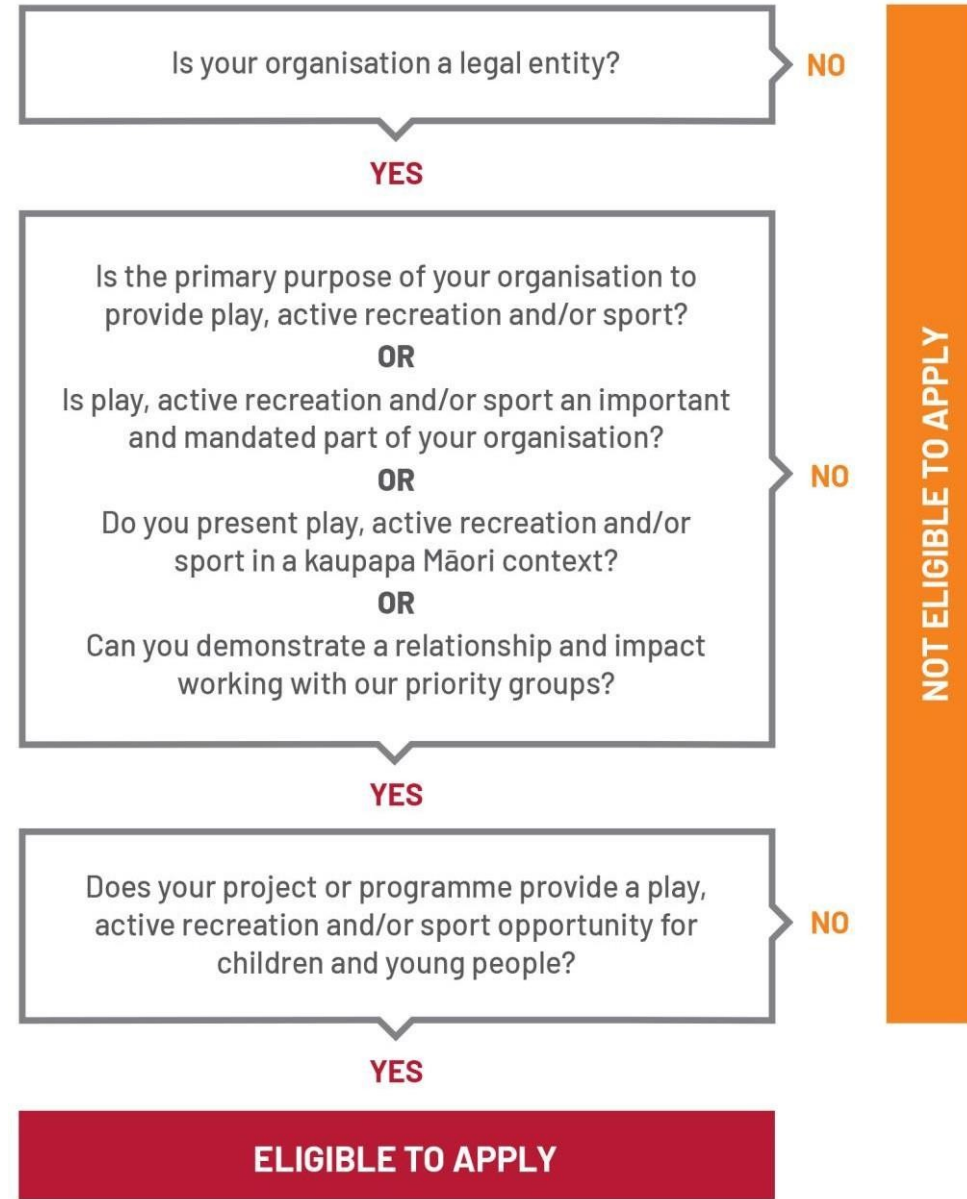 Is your organisation a legal entity?
NO
YES
Is the primary purpose of your organisation to
provide play, active recreation and/or sport?
OR
Is play, active recreation and/or sport an important
and mandated part of your organisation?
OR
Do you present play, active recreation and/or
sport in a kaupapa Māori context?
OR
Can you demonstrate a relationship and impact
working with our priority groups?
NO
YES
Does your project or programme provide a play,
active recreation and/or sport opportunity for
children and young people?
NO
YES
ELIGIBLE TO APPLY
NOT ELIGIBLE TO APPLY